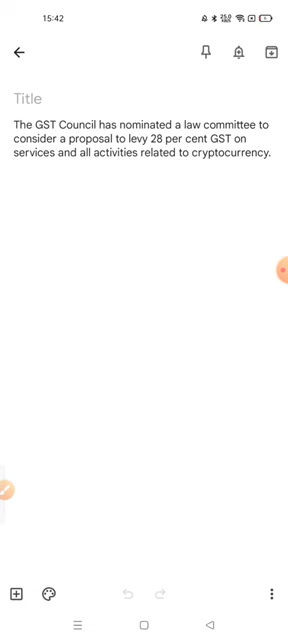 15:42
Title
The GST Council has nominated a law committee to
consider a proposal to levy 28 per cent GST on
services and all activities related to cryptocurrency.